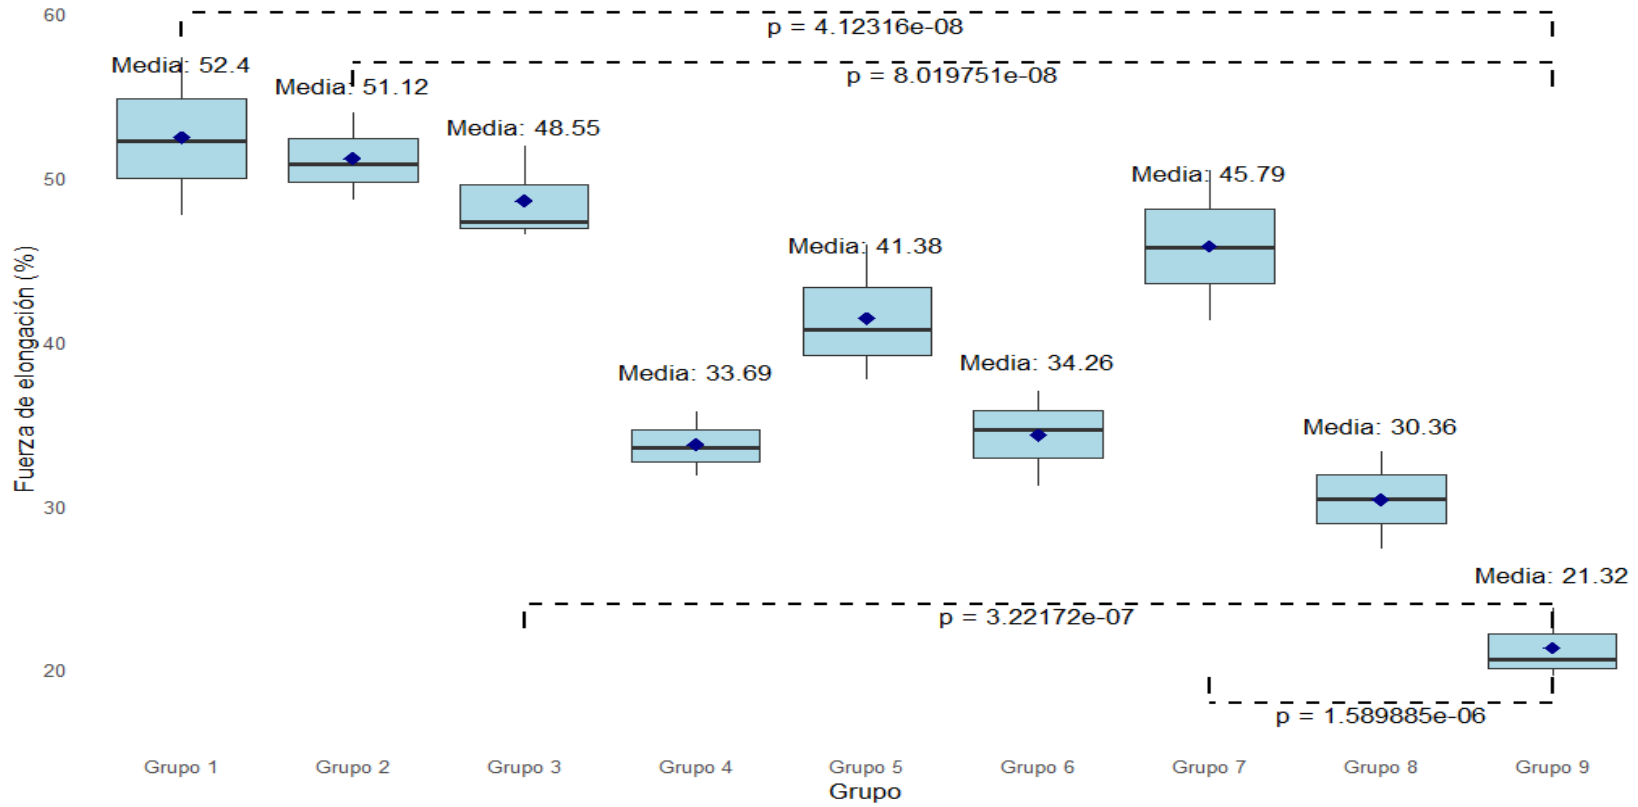 60
p = 4.12316e-08
Media: 52.4
p = 8.019751e-08
Media: 51.12
Media: 48.55
50
Media: 45.79
Media: 41.38
Fuerza de elongación (%)
40
Media: 33.69
Media: 34.26
Media: 30.36
30
Media: 21.32
p = 3.22172e-07
20
p = 1.589885e-06
Grupo 1 Grupo 2 Grupo 3 Grupo 4 Grupo 5 Grupo 6 Grupo 7 Grupo 8 Grupo 9
Grupo